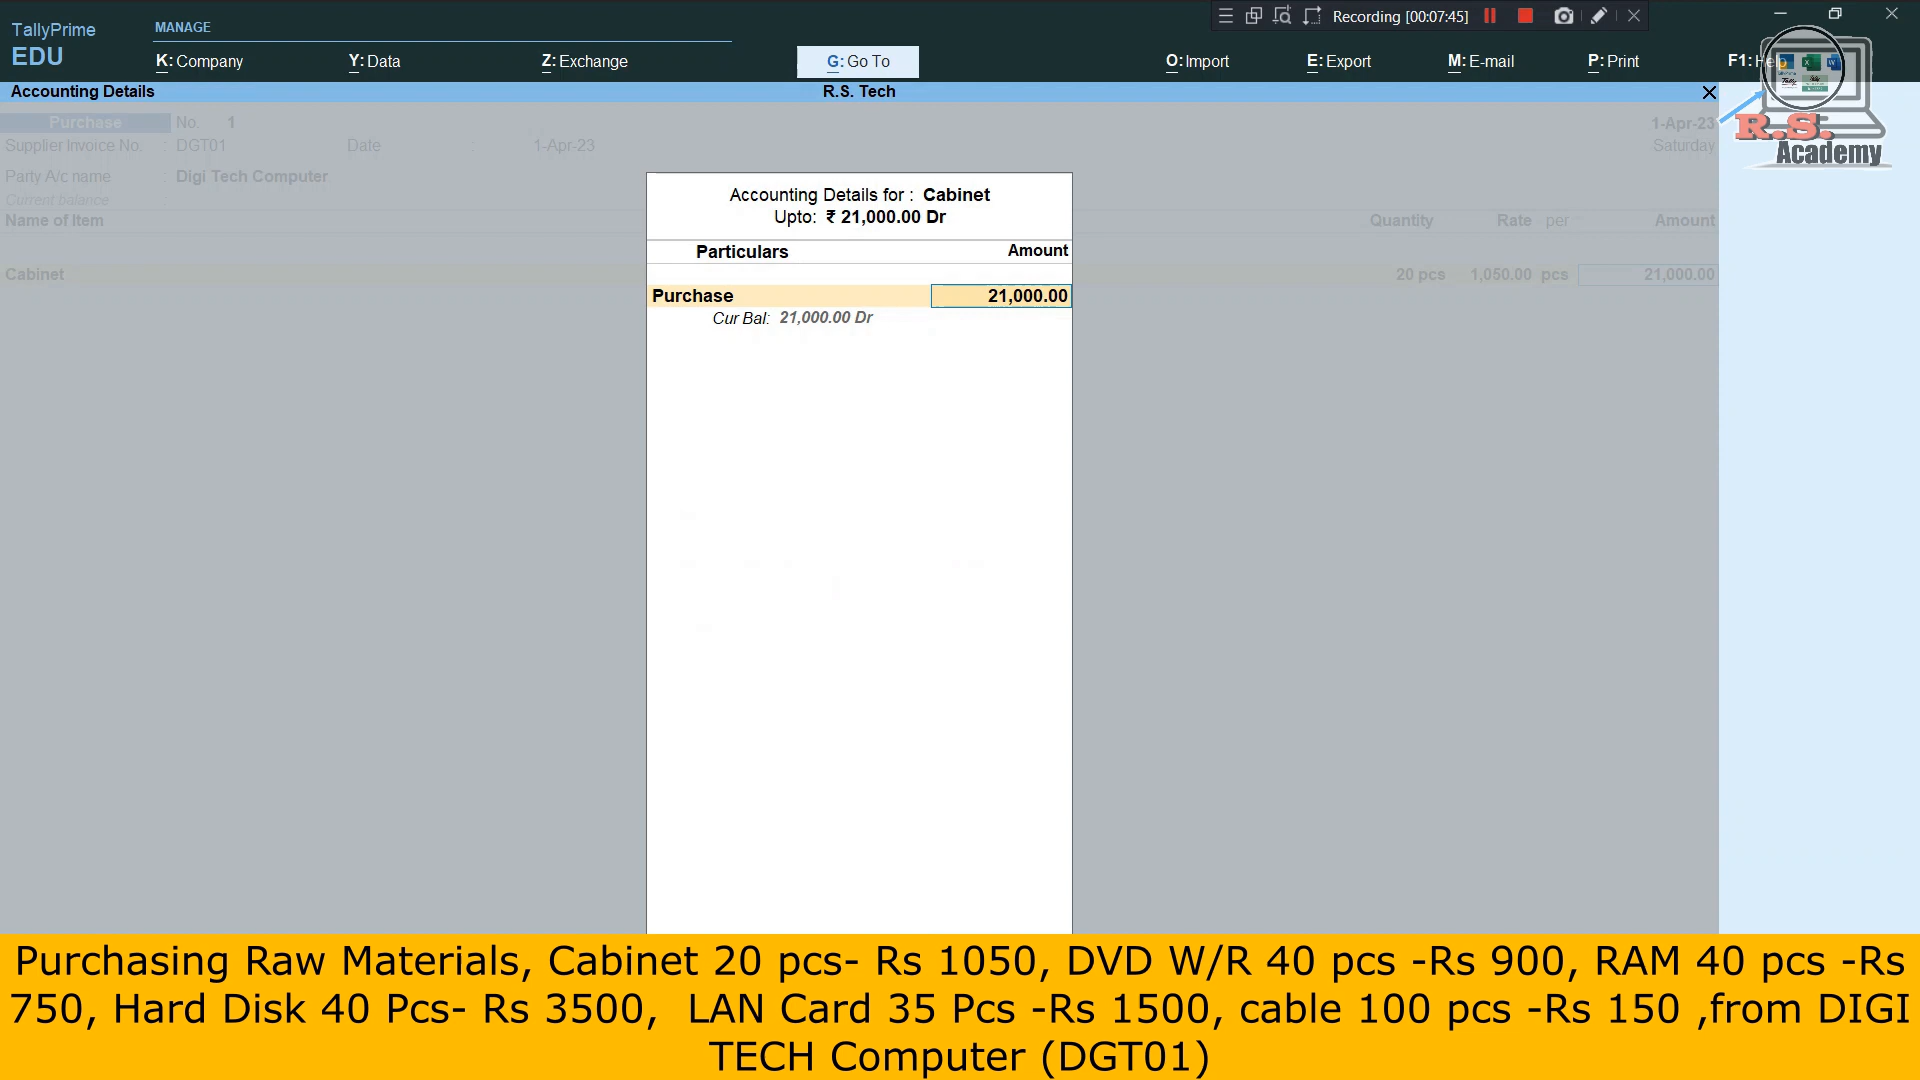 Recording [00:07:45]
TallyPrime
EDU
MANAGE
K: Company
Y: Data
Z: Exchange
G: Go To
O: Import
E: Export
M: E-mail
P: Print
F1: Help
Accounting Details
R.S. Tech
R.S.
Academy
Purchase No. 1
1-Apr-23
Supplier Invoice No. : DGT01 Date : 1-Apr-23
Saturday
Party A/c name : Digi Tech Computer
Current balance :
Name of Item Quantity Rate per Amount
Cabinet 20 pcs 1,050.00 pcs 21,000.00
Accounting Details for : Cabinet
Upto: ₹ 21,000.00 Dr
Particulars Amount
Purchase 21,000.00
Cur Bal: 21,000.00 Dr
Purchasing Raw Materials, Cabinet 20 pcs- Rs 1050, DVD W/R 40 pcs -Rs 900, RAM 40 pcs -Rs
750, Hard Disk 40 Pcs- Rs 3500, LAN Card 35 Pcs -Rs 1500, cable 100 pcs -Rs 150 ,from DIGI
TECH Computer (DGT01)